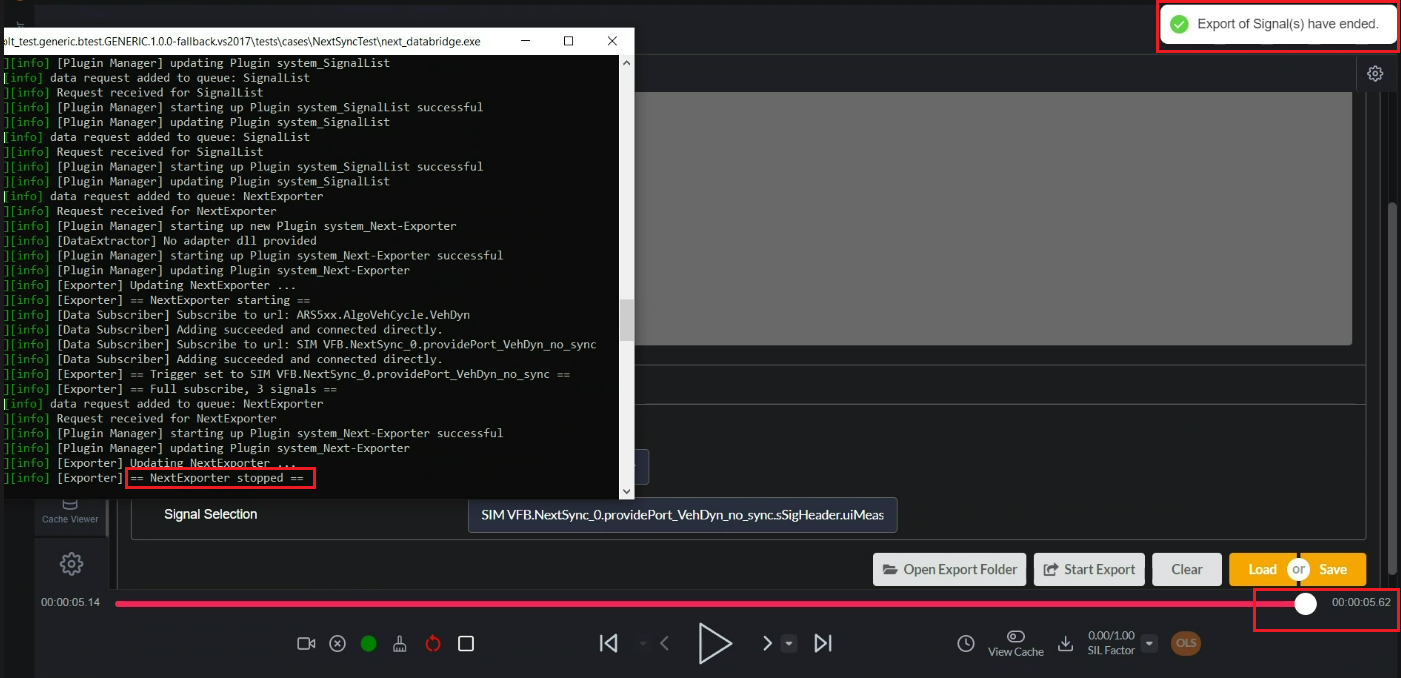 Export of Signal(s) have ended.
olt_test.generic.btest.GENERIC.1.0.0-fallback.vs2017\tests\cases\NextSyncTest\next_databridge.exe
][info] [Plugin Manager] updating Plugin system_SignalList
[info] data request added to queue: SignalList
][info] Request received for SignalList
][info] [Plugin Manager] starting up Plugin system_SignalList successful
][info] [Plugin Manager] updating Plugin system_SignalList
[info] data request added to queue: SignalList
][info] Request received for SignalList
][info] [Plugin Manager] starting up Plugin system_SignalList successful
][info] [Plugin Manager] updating Plugin system_SignalList
[info] data request added to queue: NextExporter
][info] Request received for NextExporter
][info] [Plugin Manager] starting up new Plugin system_Next-Exporter
][info] [DataExtractor] No adapter dll provided
][info] [Plugin Manager] starting up Plugin system_Next-Exporter successful
][info] [Plugin Manager] updating Plugin system_Next-Exporter
][info] [Exporter] Updating NextExporter ...
][info] [Exporter] == NextExporter starting ==
][info] [Data Subscriber] Subscribe to url: ARS5xx.AlgoVehCycle.VehDyn
][info] [Data Subscriber] Adding succeeded and connected directly.
][info] [Data Subscriber] Subscribe to url: SIM VFB.NextSync_0.providePort_VehDyn_no_sync
][info] [Data Subscriber] Adding succeeded and connected directly.
][info] [Exporter] == Trigger set to SIM VFB.NextSync_0.providePort_VehDyn_no_sync ==
][info] [Exporter] == Full subscribe, 3 signals ==
[info] data request added to queue: NextExporter
][info] Request received for NextExporter
][info] [Plugin Manager] starting up Plugin system_Next-Exporter successful
][info] [Plugin Manager] updating Plugin system_Next-Exporter
][info] [Exporter] Updating NextExporter ...
][info] [Exporter] == NextExporter stopped ==
Cache Viewer
Signal Selection
SIM VFB.NextSync_0.providePort_VehDyn_no_sync.sSigHeader.uiMeas
Open Export Folder
Start Export
Clear
Load or Save
00:00:05.14
00:00:05.62
View Cache
0.00/1.00
SIL Factor
OLS